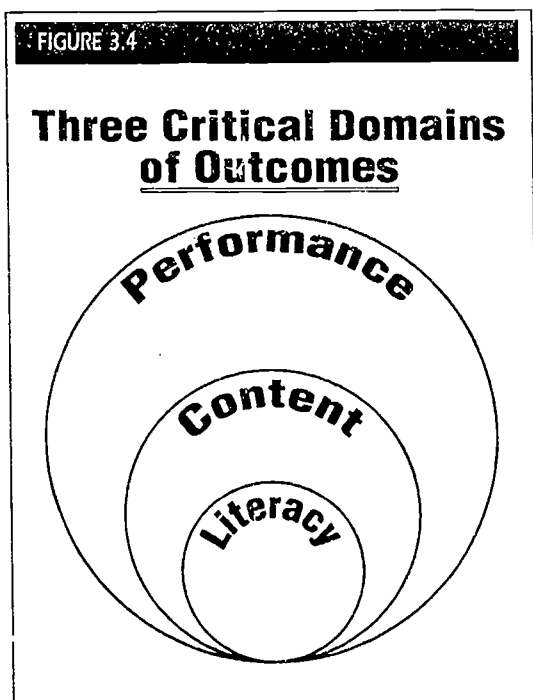 FIGURE 3.4
Three Critical Domains
of Outcomes
Performance
Content
Literacy